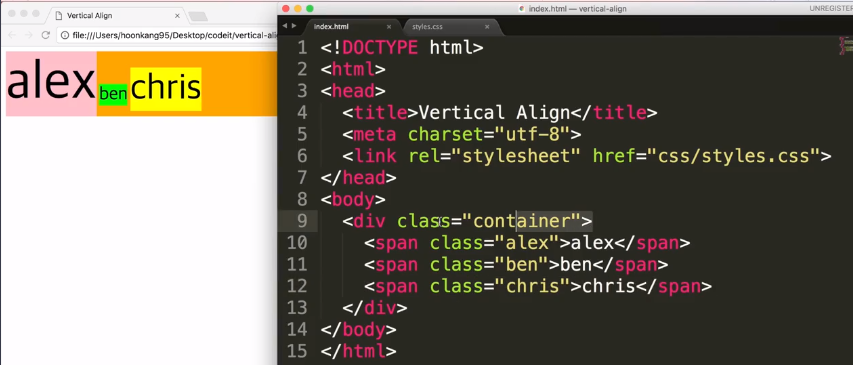 Vertical Align
file:///Users/hoonkang95/Desktop/codeit/vertical-ali
alex ben chris
index.html — vertical-align
UNREGISTER
index.html
styles.css
1 <!DOCTYPE html>
2 <html>
3 <head>
4 <title>Vertical Align</title>
5 <meta charset="utf-8">
6 <link rel="stylesheet" href="css/styles.css">
7 </head>
8 <body>
9 <div class="container">
10 <span class="alex">alex</span>
11 <span class="ben">ben</span>
12 <span class="chris">chris</span>
13 </div>
14 </body>
15 </html>